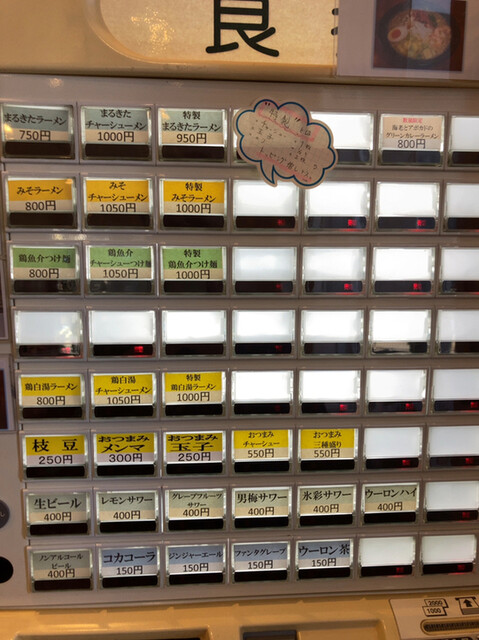 食
まるきたラーメン
750円
まるきた
チャーシューメン
1000円
特製
まるきたラーメン
950円
"特製"とは
数量限定
海老とアボカドの
グリーンカレーラーメン
800円
みそラーメン
800円
みそ
チャーシューメン
1050円
特製
みそラーメン
1000円
鶏魚介つけ麺
800円
鶏魚介
チャーシューつけ麺
1050円
特製
鶏魚介つけ麺
1000円
鶏白湯ラーメン
800円
鶏白湯
チャーシューメン
1050円
特製
鶏白湯ラーメン
1000円
枝豆
250円
おつまみ
メンマ
300円
おつまみ
玉子
250円
おつまみ
チャーシュー
550円
おつまみ
三種盛り
550円
生ビール
400円
レモンサワー
400円
グレープフルーツ
サワー
400円
男梅サワー
400円
氷彩サワー
400円
ウーロンハイ
400円
ノンアルコール
ビール
400円
コカコーラ
150円
ジンジャーエール
150円
ファンタグレープ
150円
ウーロン茶
150円
2000
1000